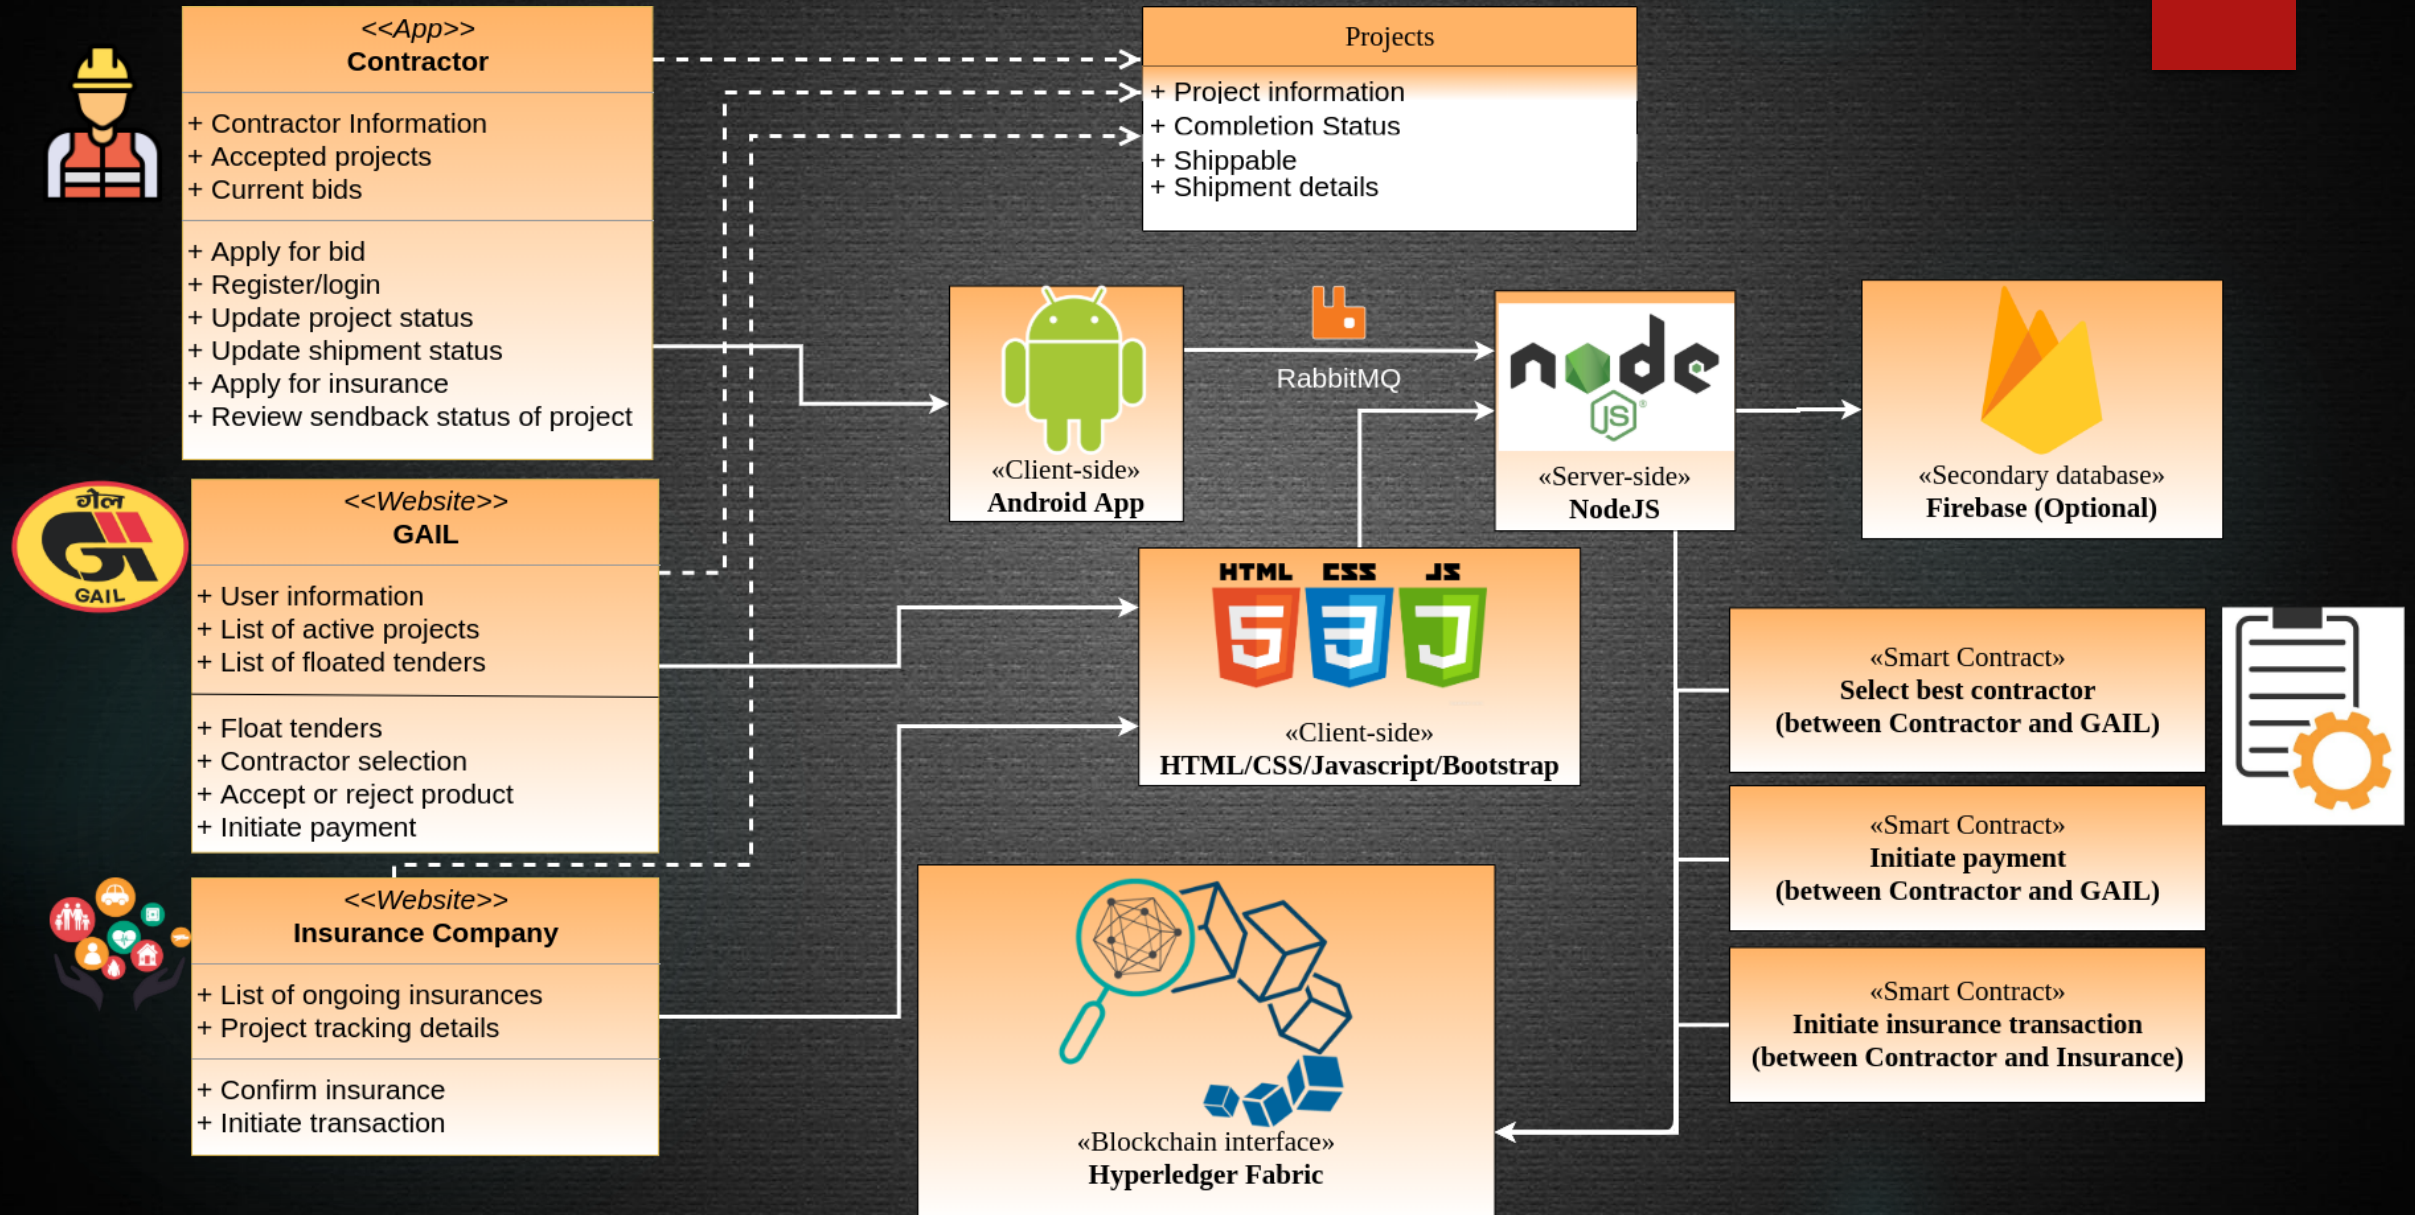 <<App>>
Contractor
+ Contractor Information
+ Accepted projects
+ Current bids
+ Apply for bid
+ Register/login
+ Update project status
+ Update shipment status
+ Apply for insurance
+ Review sendback status of project
Projects
+ Project information
+ Completion Status
+ Shippable
+ Shipment details
गेल
GAIL
<<Website>>
GAIL
+ User information
+ List of active projects
+ List of floated tenders
+ Float tenders
+ Contractor selection
+ Accept or reject product
+ Initiate payment
<<Website>>
Insurance Company
+ List of ongoing insurances
+ Project tracking details
+ Confirm insurance
+ Initiate transaction
«Client-side»
Android App
RabbitMQ
node
JS®
«Server-side»
NodeJS
«Secondary database»
Firebase (Optional)
HTML CSS JS
5 3 J
«Client-side»
HTML/CSS/Javascript/Bootstrap
«Smart Contract»
Select best contractor
(between Contractor and GAIL)
«Smart Contract»
Initiate payment
(between Contractor and GAIL)
«Smart Contract»
Initiate insurance transaction
(between Contractor and Insurance)
«Blockchain interface»
Hyperledger Fabric